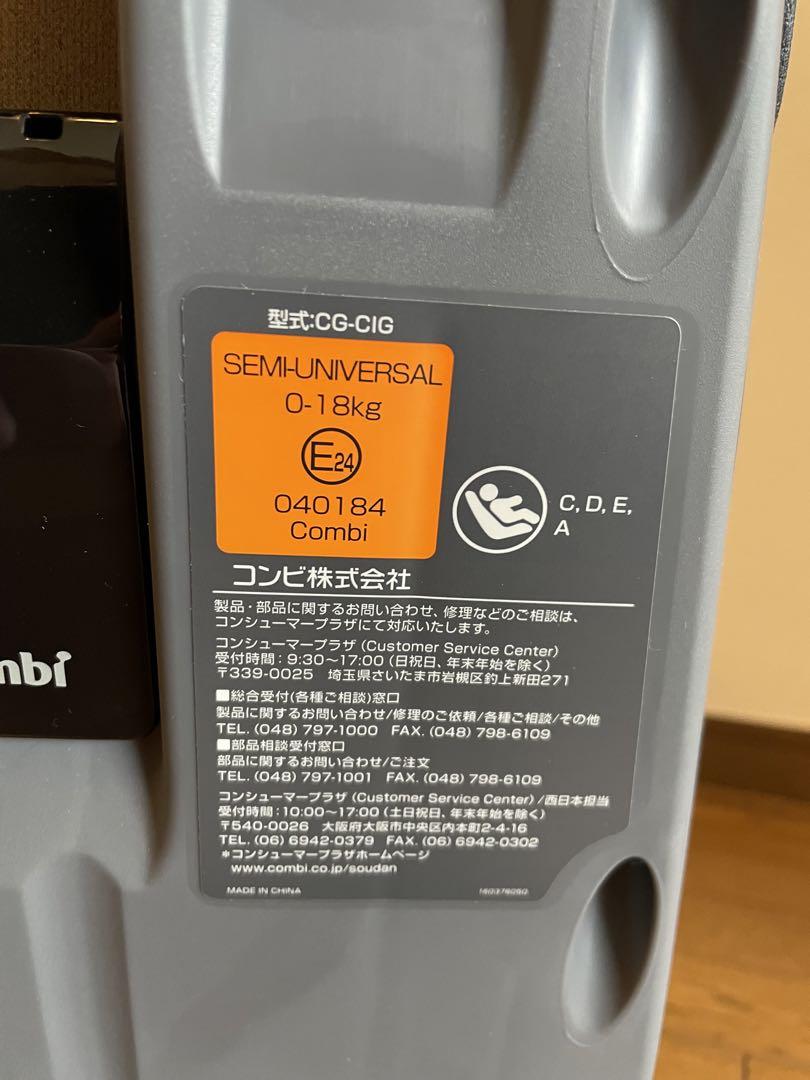 型式:CG-CIG
SEMI-UNIVERSAL
0-18kg
E24
040184
Combi
C, D, E,
A
コンビ株式会社
製品・部品に関するお問い合わせ、修理などのご相談は、
コンシューマープラザにて対応いたします。
コンシューマープラザ (Customer Service Center)
受付時間：9:30〜17:00 (日祝日、年末年始を除く)
〒339-0025 埼玉県さいたま市岩槻区釣上新田271
■総合受付(各種ご相談)窓口
製品に関するお問い合わせ/修理のご依頼/各種ご相談/その他
TEL. (048) 797-1000 FAX. (048) 798-6109
■部品相談受付窓口
部品に関するお問い合わせ/ご注文
TEL. (048) 797-1001 FAX. (048) 798-6109
コンシューマープラザ (Customer Service Center) /西日本担当
受付時間：10:00〜17:00 (土日祝日、年末年始を除く)
〒540-0026 大阪府大阪市中央区内本町2-4-16
TEL. (06) 6942-0379 FAX. (06) 6942-0302
＊コンシューマープラザホームページ
www.combi.co.jp/soudan
MADE IN CHINA
mbi